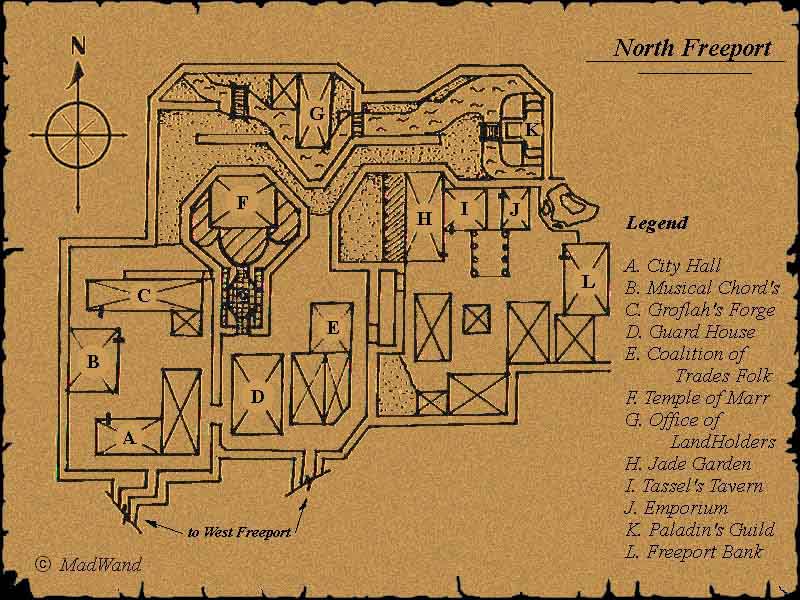 North Freeport
N
G
K
F
H
I
J
L
C
E
B
D
A
to West Freeport
Legend
A. City Hall
B. Musical Chord's
C. Groflah's Forge
D. Guard House
E. Coalition of
Trades Folk
F. Temple of Marr
G. Office of
LandHolders
H. Jade Garden
I. Tassel's Tavern
J. Emporium
K. Paladin's Guild
L. Freeport Bank
© MadWand